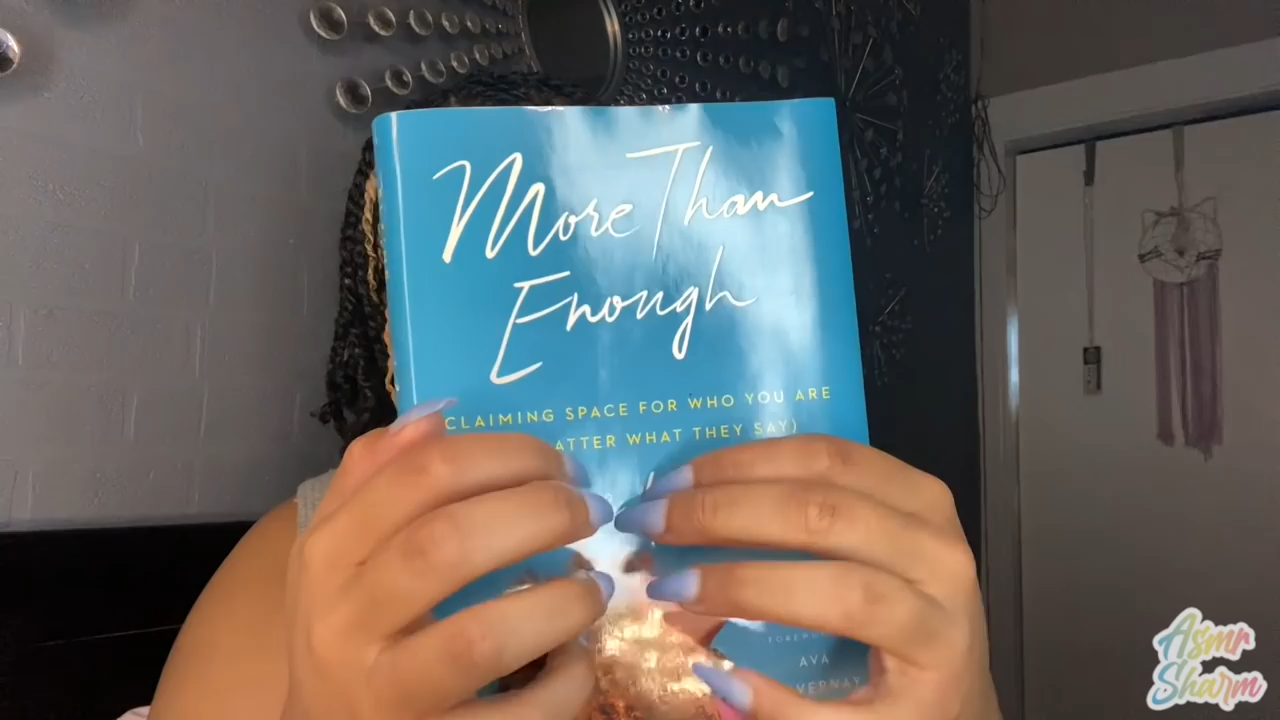 More Than
Enough
CLAIMING SPACE FOR WHO YOU ARE
ATTER WHAT THEY SAY)
AVA
VERNAY
Asmr
Sharm